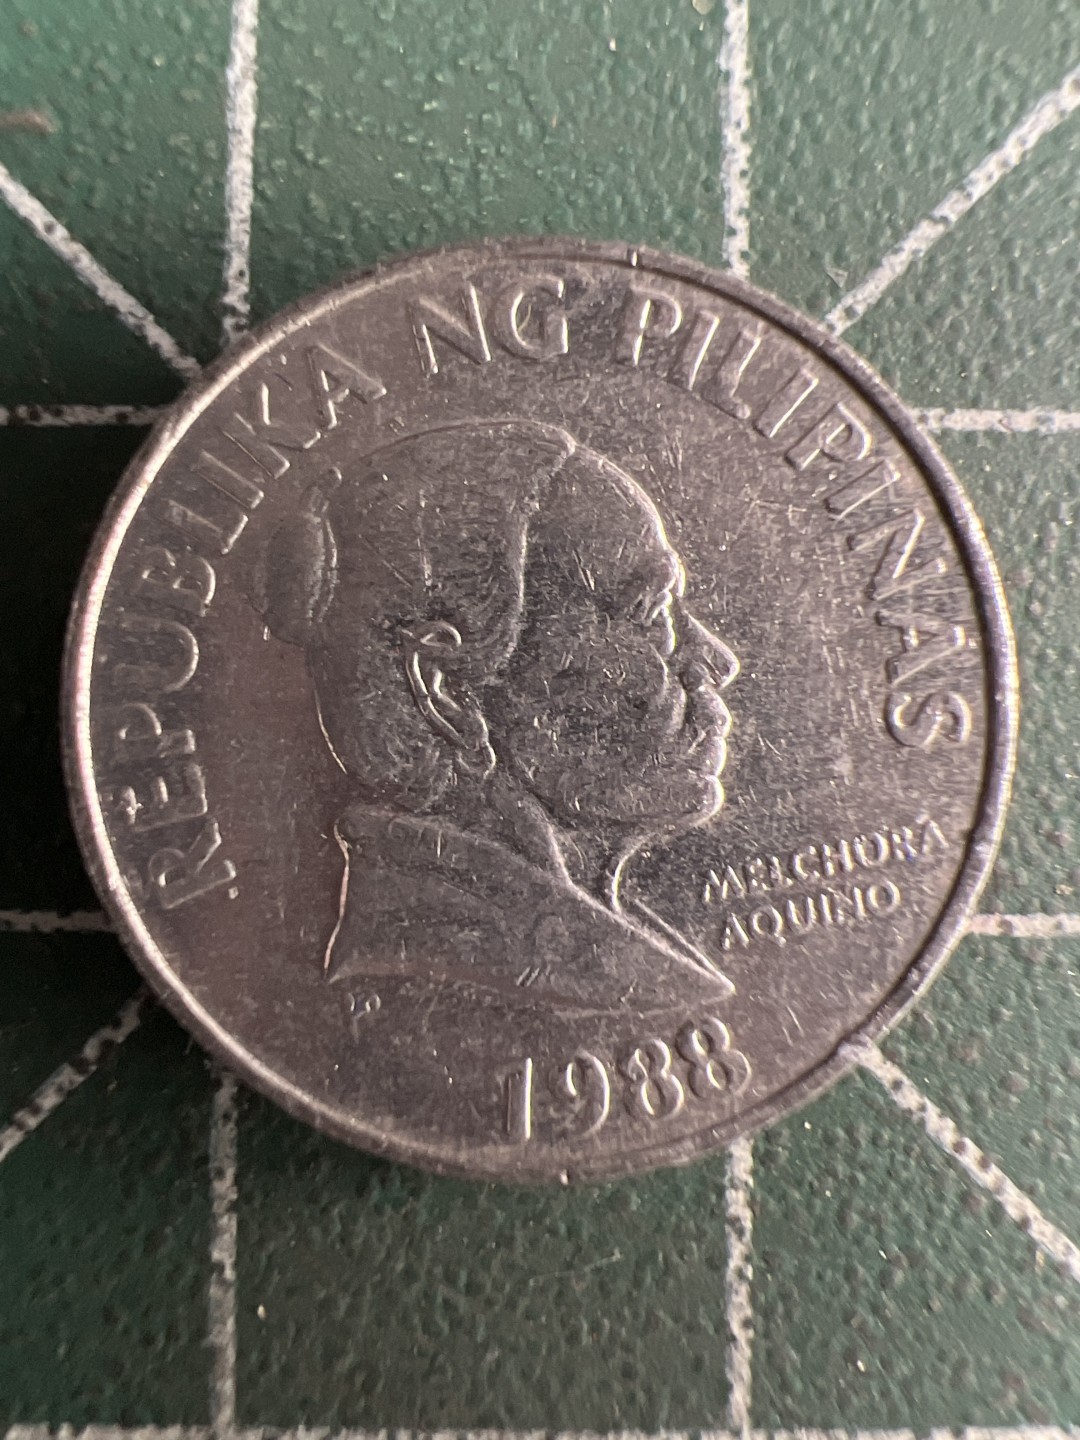 REPUBLIKA NG PILIPINAS
MELCHORA
AQUINO
1988